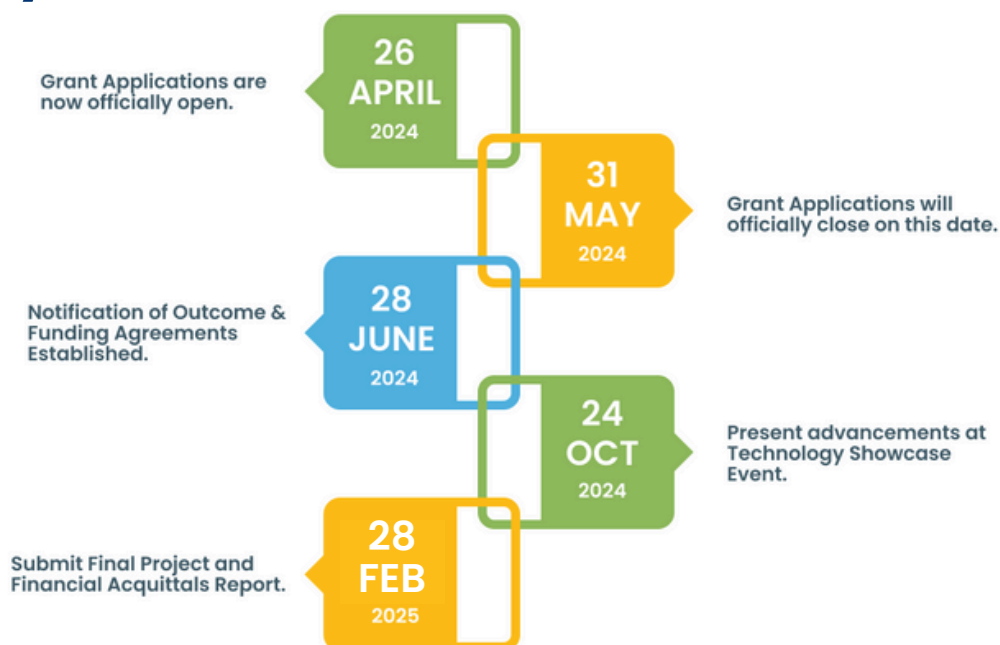 26
APRIL
2024
Grant Applications are
now officially open.
31
MAY
2024
Grant Applications will
officially close on this date.
28
JUNE
2024
Notification of Outcome &
Funding Agreements
Established.
24
OCT
2024
Present advancements at
Technology Showcase
Event.
28
FEB
2025
Submit Final Project and
Financial Acquittals Report.